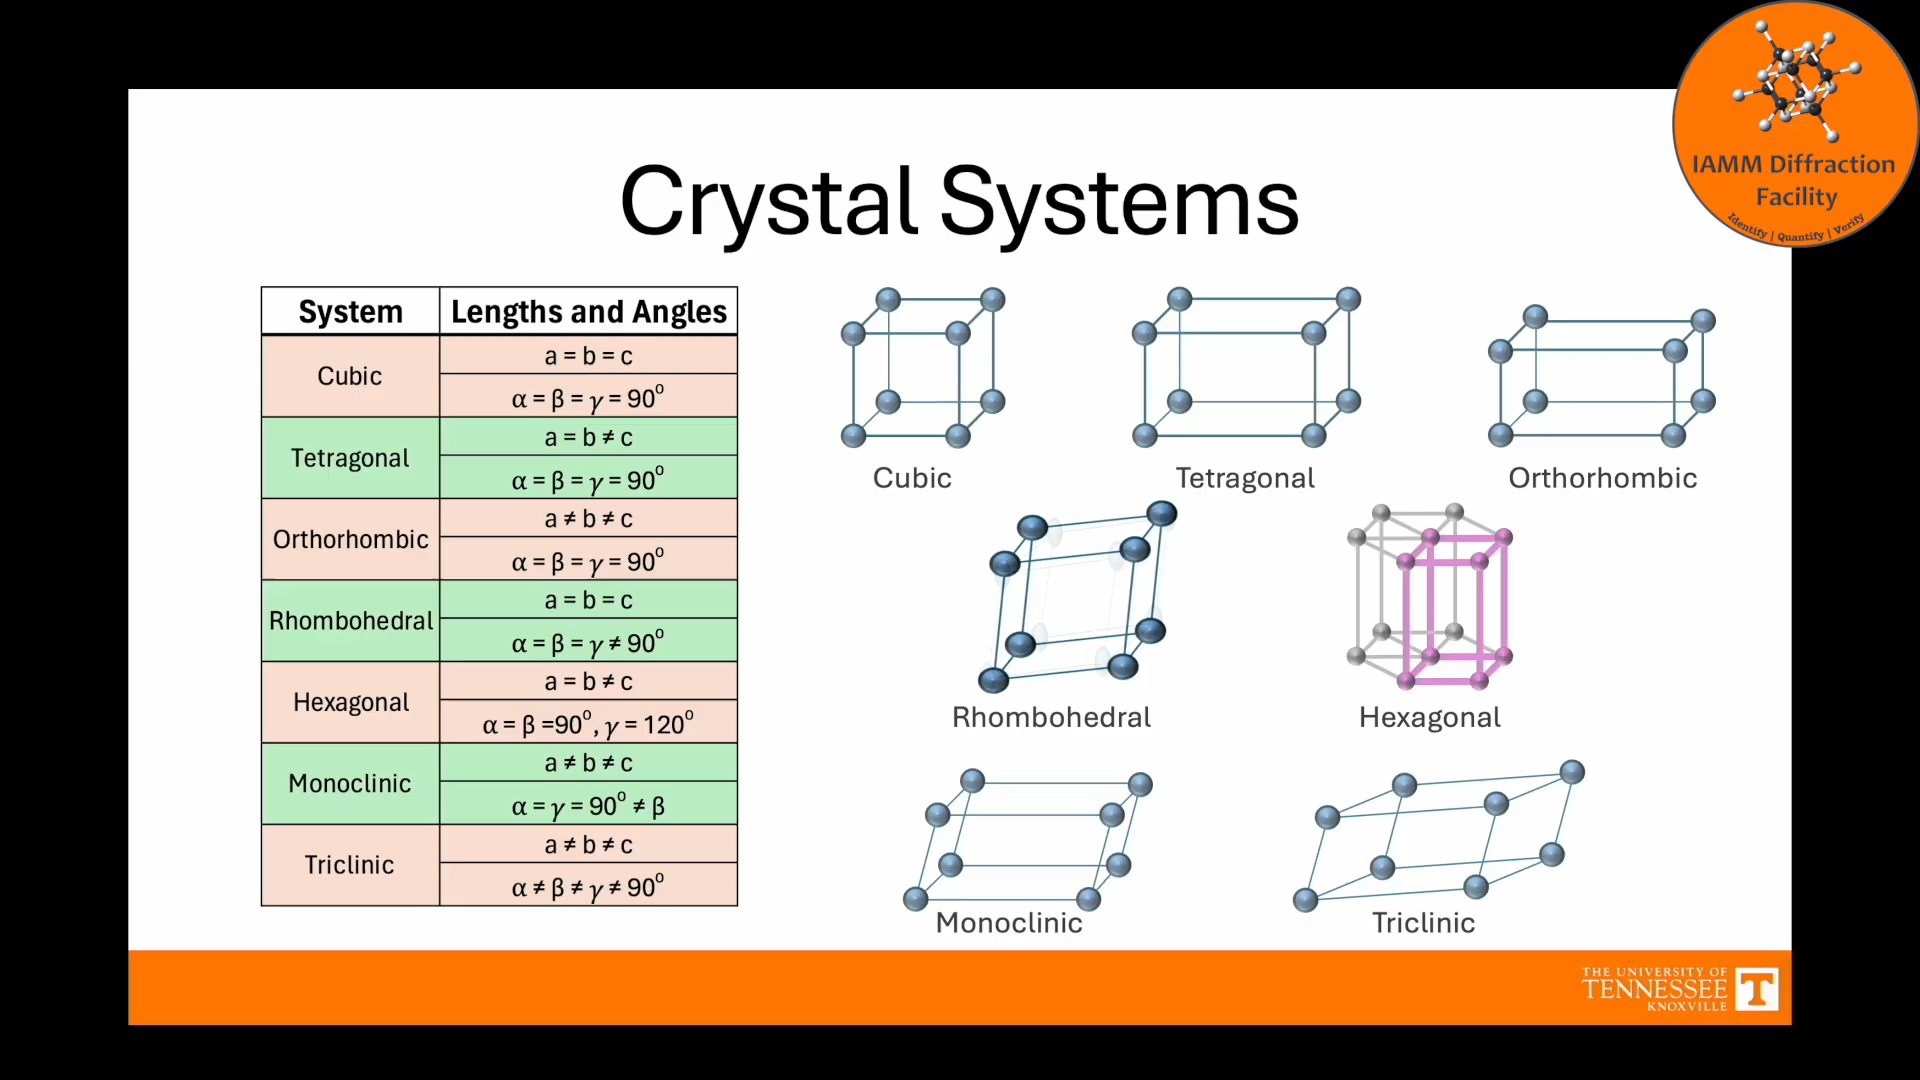 IAMM Diffraction
Facility
Identify | Quantify | Verify
Crystal Systems
System Lengths and Angles
Cubic
a = b = c
α = β = γ = 90°
Tetragonal
a = b ≠ c
α = β = γ = 90°
Orthorhombic
a ≠ b ≠ c
α = β = γ = 90°
Rhombohedral
a = b = c
α = β = γ ≠ 90°
Hexagonal
a = b ≠ c
α = β =90°, γ = 120°
Monoclinic
a ≠ b ≠ c
α = γ = 90° ≠ β
Triclinic
a ≠ b ≠ c
α ≠ β ≠ γ ≠ 90°
Cubic
Tetragonal
Orthorhombic
Rhombohedral
Hexagonal
Monoclinic
Triclinic
THE UNIVERSITY OF
TENNESSEE
KNOXVILLE
T